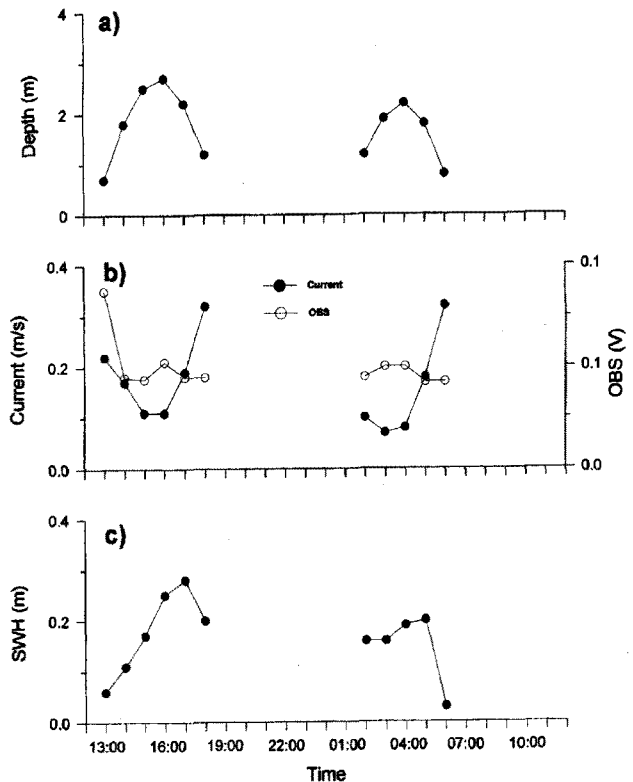 a)
4
2
0
Depth (m)
b)
0.4
0.2
0.0
Current (m/s)
Current
OBS
0.1
0.1
0.0
OBS (V)
c)
0.4
0.2
0.0
SWH (m)
13:00 16:00 19:00 22:00 01:00 04:00 07:00 10:00
Time